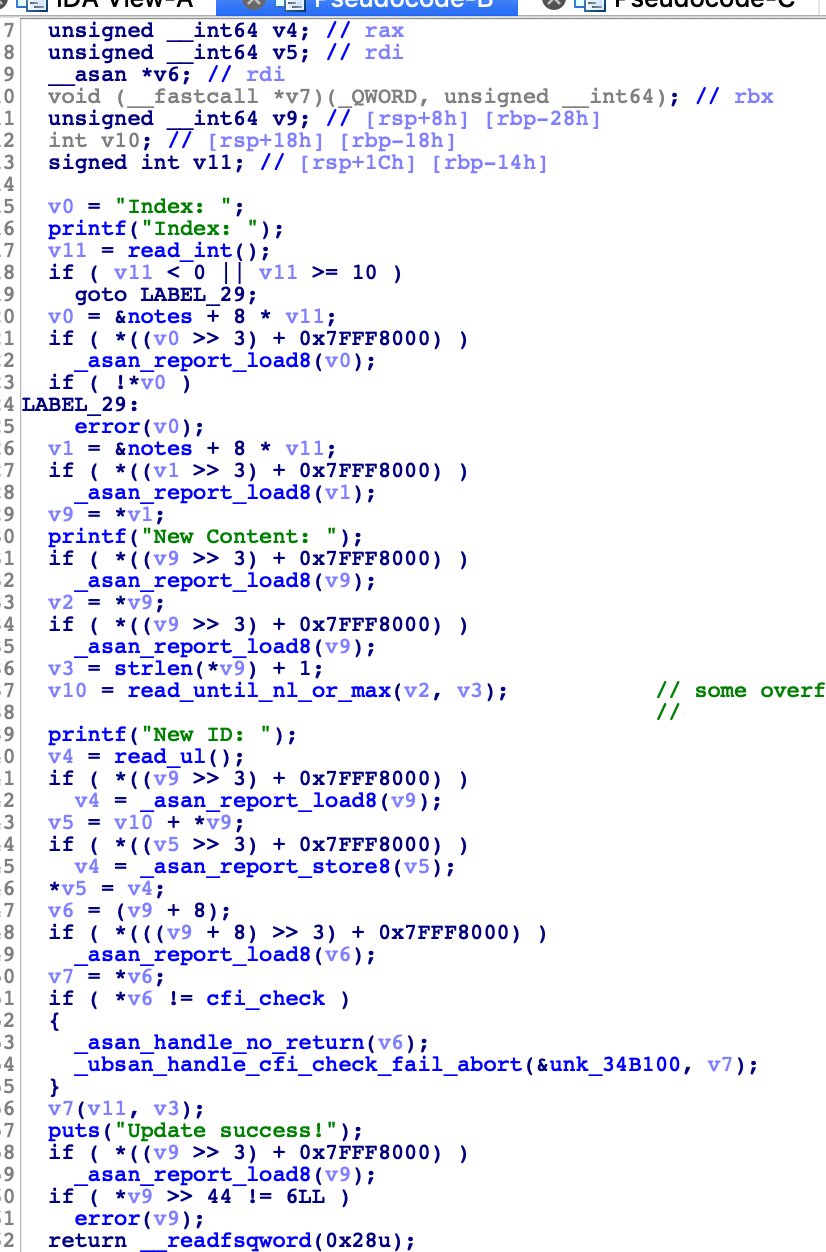 IDA View-A Pseudocode-B Pseudocode-C
7 unsigned __int64 v4; // rax
8 unsigned __int64 v5; // rdi
9 __asan *v6; // rdi
0 void (__fastcall *v7)(_QWORD, unsigned __int64); // rbx
1 unsigned __int64 v9; // [rsp+8h] [rbp-28h]
2 int v10; // [rsp+18h] [rbp-18h]
3 signed int v11; // [rsp+1Ch] [rbp-14h]
4
5 v0 = "Index: ";
6 printf("Index: ");
7 v11 = read_int();
8 if ( v11 < 0 || v11 >= 10 )
9 goto LABEL_29;
0 v0 = &notes + 8 * v11;
1 if ( *((v0 >> 3) + 0x7FFF8000) )
2 _asan_report_load8(v0);
3 if ( !*v0 )
4 LABEL_29:
5 error(v0);
6 v1 = &notes + 8 * v11;
7 if ( *((v1 >> 3) + 0x7FFF8000) )
8 _asan_report_load8(v1);
9 v9 = *v1;
0 printf("New Content: ");
1 if ( *((v9 >> 3) + 0x7FFF8000) )
2 _asan_report_load8(v9);
3 v2 = *v9;
4 if ( *((v9 >> 3) + 0x7FFF8000) )
5 _asan_report_load8(v9);
6 v3 = strlen(*v9) + 1;
7 v10 = read_until_nl_or_max(v2, v3); // some overf
8 //
9 printf("New ID: ");
0 v4 = read_ul();
1 if ( *((v9 >> 3) + 0x7FFF8000) )
2 v4 = _asan_report_load8(v9);
3 v5 = v10 + *v9;
4 if ( *((v5 >> 3) + 0x7FFF8000) )
5 v4 = _asan_report_store8(v5);
6 *v5 = v4;
7 v6 = (v9 + 8);
8 if ( *(((v9 + 8) >> 3) + 0x7FFF8000) )
9 _asan_report_load8(v6);
0 v7 = *v6;
1 if ( *v6 != cfi_check )
2 {
3 _asan_handle_no_return(v6);
4 _ubsan_handle_cfi_check_fail_abort(&unk_34B100, v7);
5 }
6 v7(v11, v3);
7 puts("Update success!");
8 if ( *((v9 >> 3) + 0x7FFF8000) )
9 _asan_report_load8(v9);
0 if ( *v9 >> 44 != 6LL )
1 error(v9);
2 return __readfsqword(0x28u);